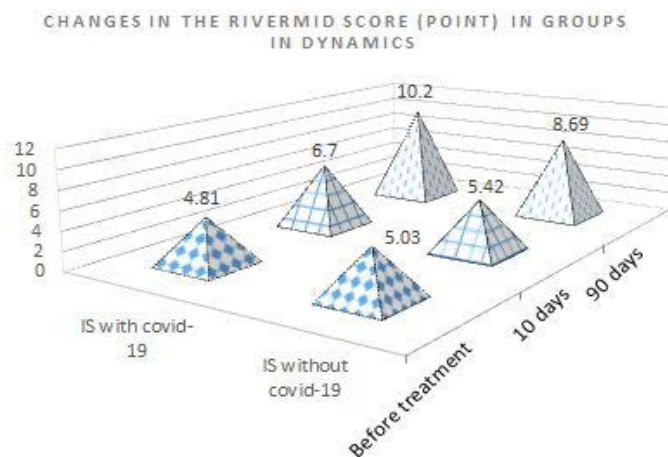 CHANGES IN THE RIVERMID SCORE (POINT) IN GROUPS
IN DYNAMICS
12
10
8
6
4
2
0
4.81
6.7
10.2
5.03
5.42
8.69
IS with covid-
19
IS without
covid-19
Before treatment
10 days
90 days